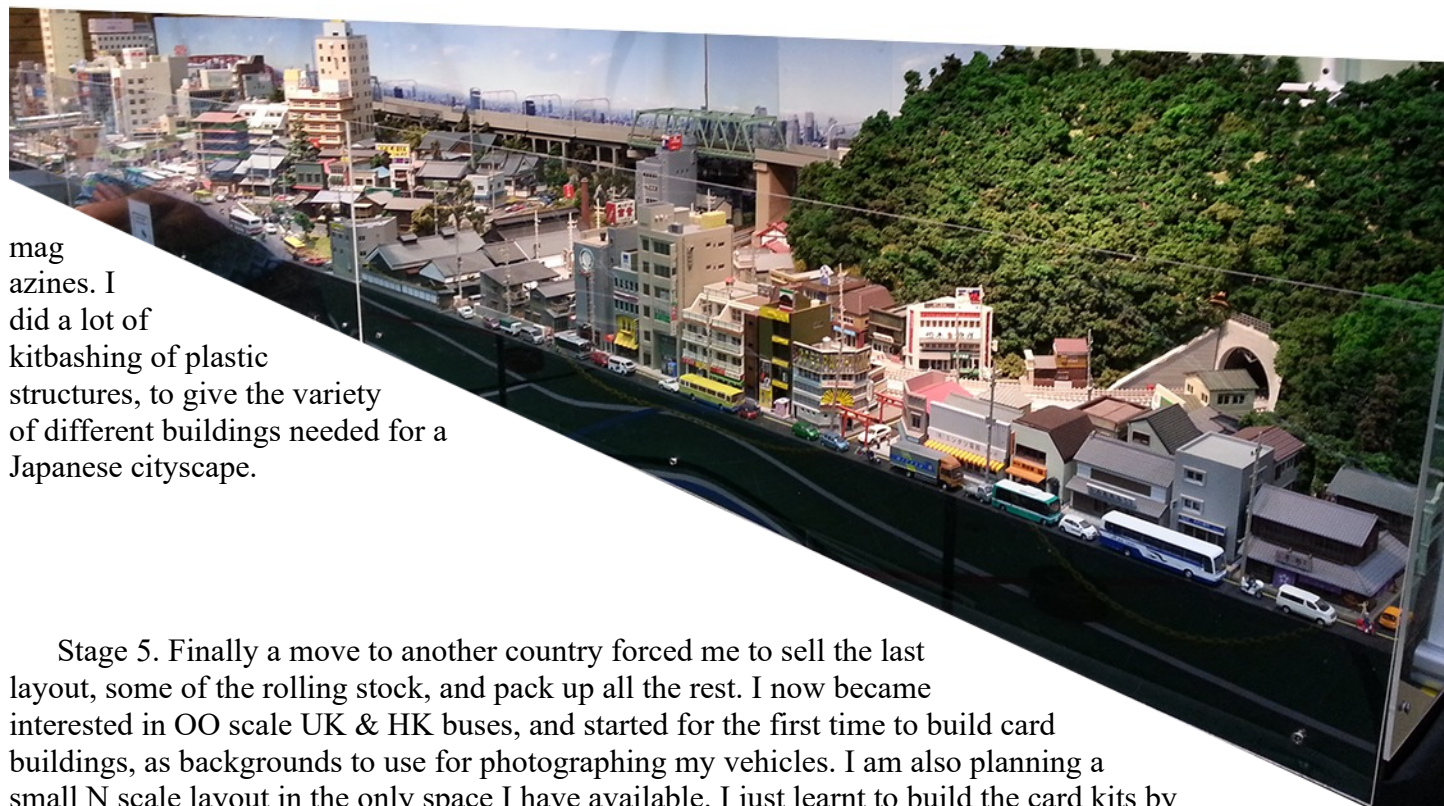 mag
azines. I
did a lot of
kitbashing of plastic
structures, to give the variety
of different buildings needed for a
Japanese cityscape.
Stage 5. Finally a move to another country forced me to sell the last
layout, some of the rolling stock, and pack up all the rest. I now became
interested in OO scale UK & HK buses, and started for the first time to build card
buildings, as backgrounds to use for photographing my vehicles. I am also planning a
small N scale layout in the only space I have available. I just learnt to build the card kits by